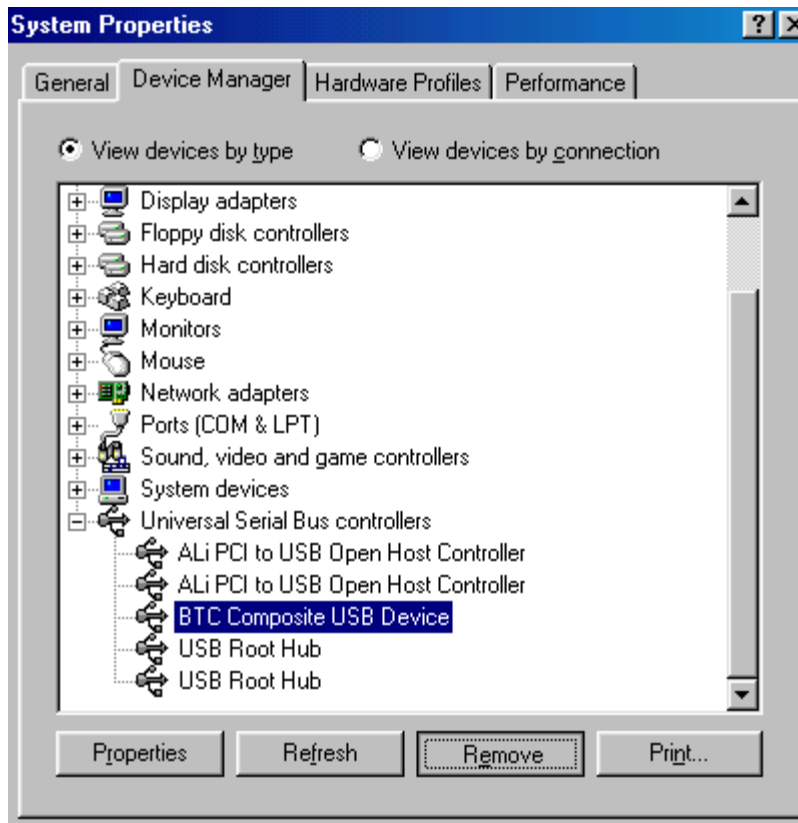 System Properties
General Device Manager Hardware Profiles Performance
View devices by type View devices by connection
Display adapters
Floppy disk controllers
Hard disk controllers
Keyboard
Monitors
Mouse
Network adapters
Ports (COM & LPT)
Sound, video and game controllers
System devices
Universal Serial Bus controllers
ALi PCI to USB Open Host Controller
ALi PCI to USB Open Host Controller
BTC Composite USB Device
USB Root Hub
USB Root Hub
Properties Refresh Remove Print...